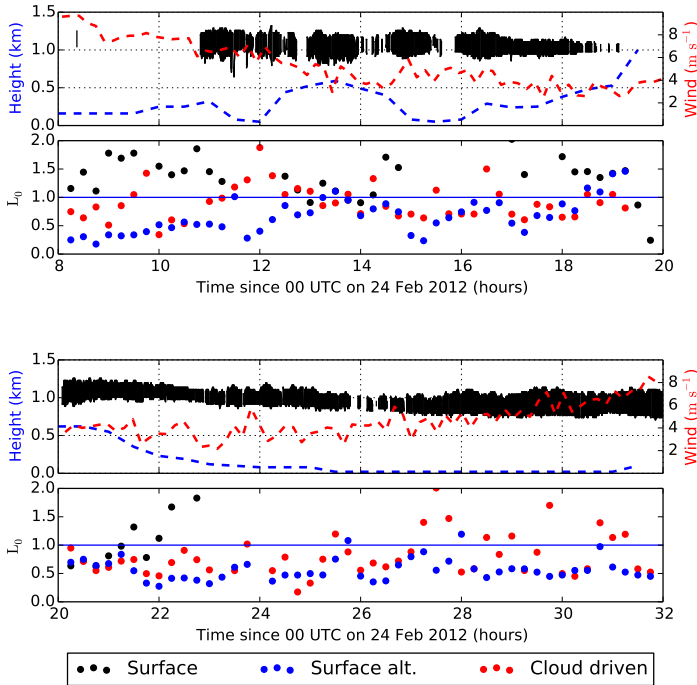 1.5
1.0
0.5
0.0
Height (km)
8
6
4
2
Wind (m s⁻¹)
2.0
1.5
1.0
0.5
0.0
L₀
8 10 12 14 16 18 20
Time since 00 UTC on 24 Feb 2012 (hours)
1.5
1.0
0.5
0.0
Height (km)
8
6
4
2
Wind (m s⁻¹)
2.0
1.5
1.0
0.5
0.0
L₀
20 22 24 26 28 30 32
Time since 00 UTC on 24 Feb 2012 (hours)
Surface Surface alt. Cloud driven